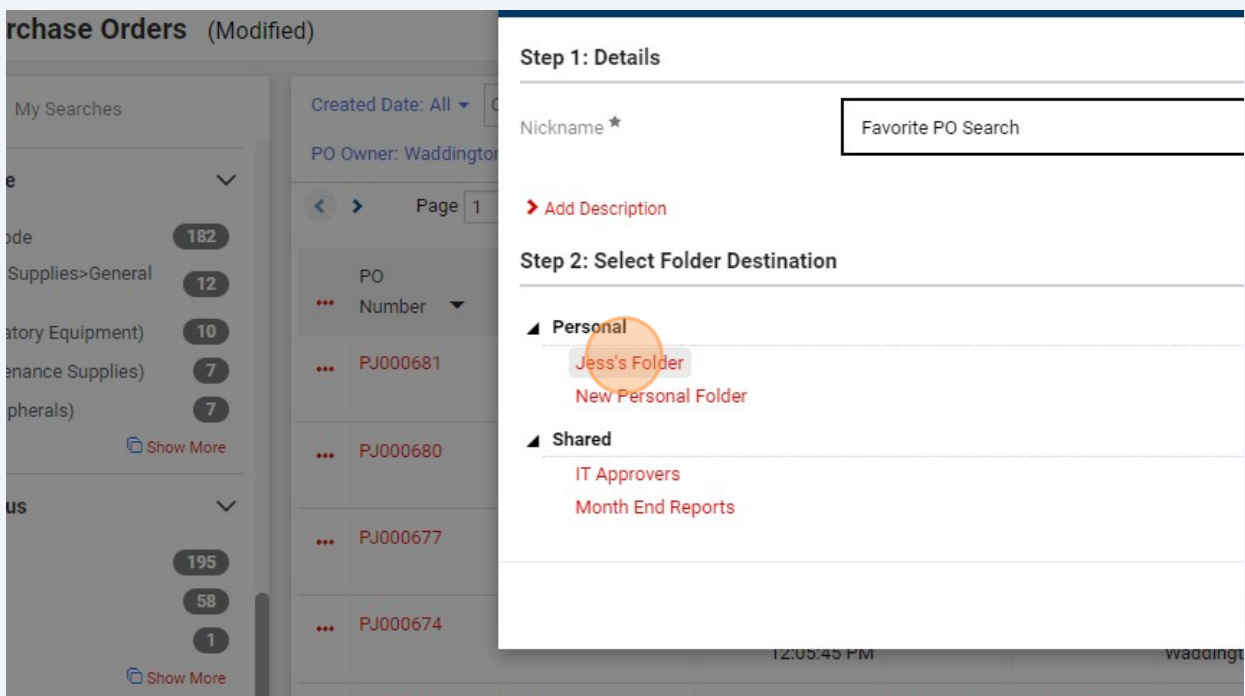 rchase Orders (Modified)
My Searches
e
ode 182
Supplies>General 12
atory Equipment) 10
enance Supplies) 7
pherals) 7
Show More
us
195
58
1
Show More
Created Date: All
PO Owner: Waddington
Page 1
PO
Number
PJ000681
PJ000680
PJ000677
PJ000674
12:05:45 PM
Waddingt
Step 1: Details
Nickname ★ Favorite PO Search
Add Description
Step 2: Select Folder Destination
Personal
Jess's Folder
New Personal Folder
Shared
IT Approvers
Month End Reports